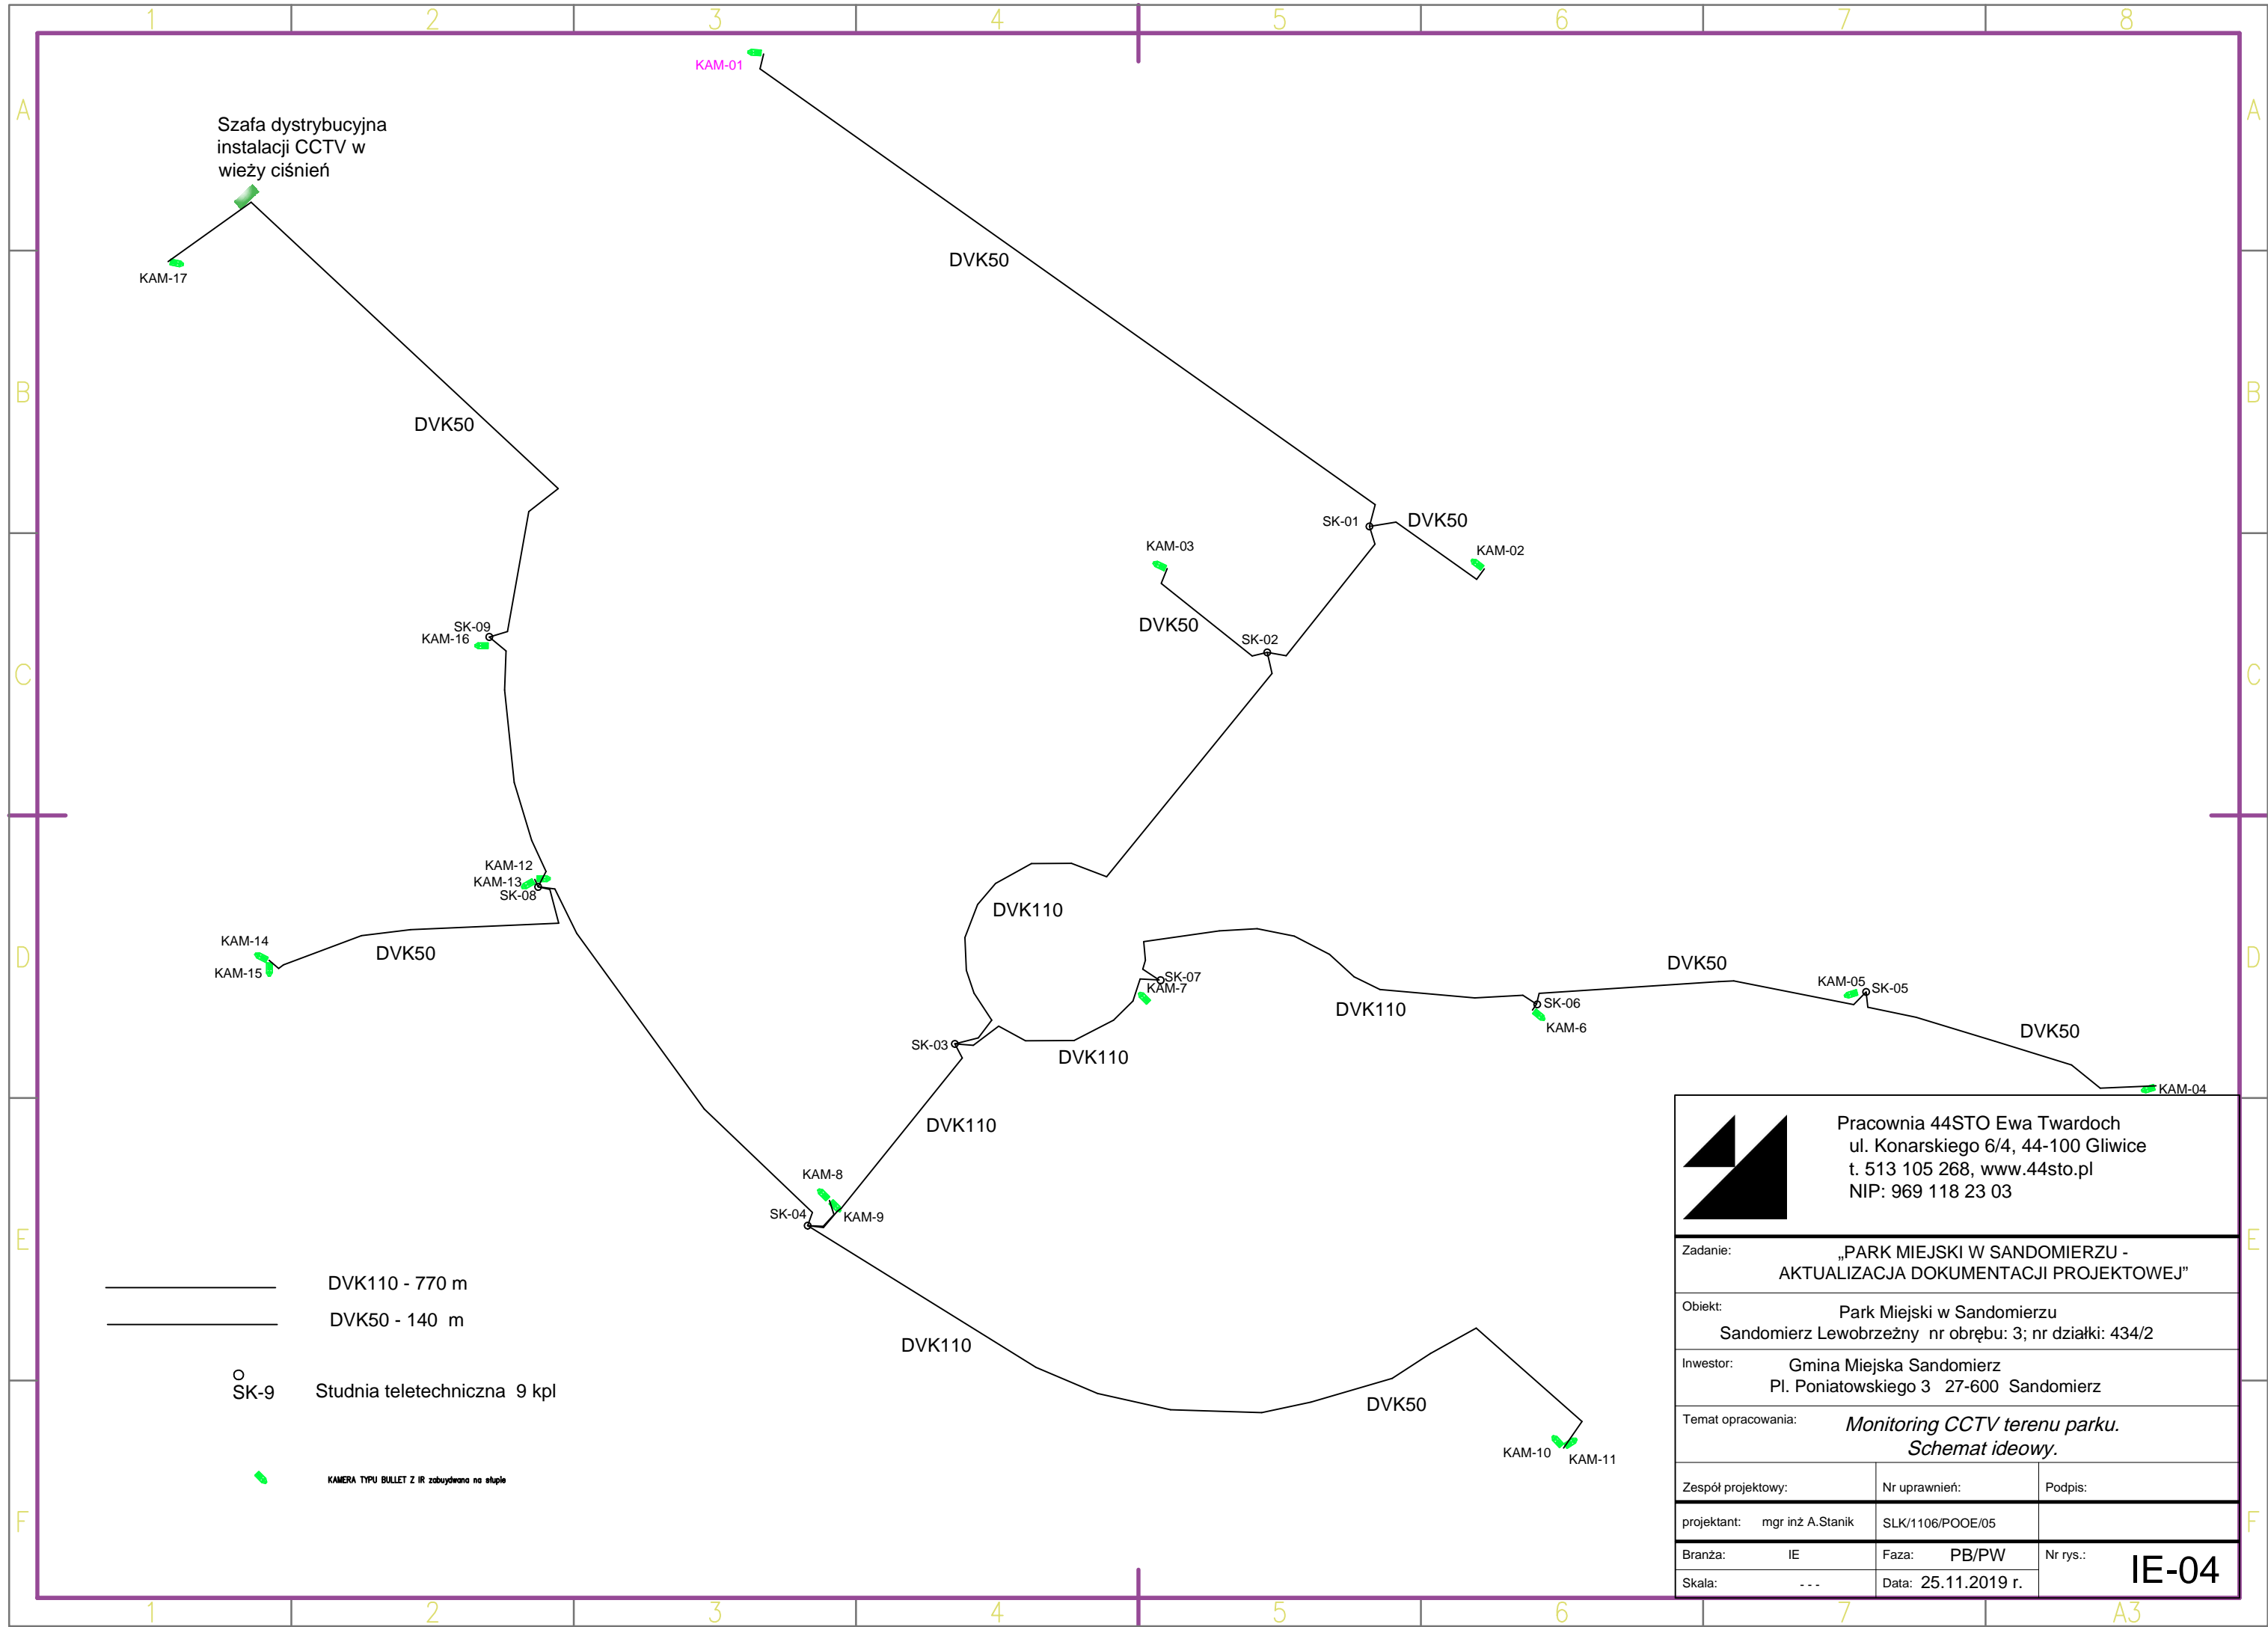 1 2 3 4 5 6 7 8
KAM-01
A A
Szafa dystrybucyjna
instalacji CCTV w
wieży ciśnień
DVK50
KAM-17
B B
DVK50
SK-01
DVK50
KAM-03
KAM-02
DVK50
SK-09
KAM-16
SK-02
C C
KAM-12
KAM-13
SK-08
DVK110
KAM-14
DVK50
KAM-15
D D
SK-07
KAM-7
DVK50
KAM-05
SK-05
DVK110
SK-06
KAM-6
DVK50
SK-03
DVK110
KAM-04
DVK110
KAM-8
SK-04
KAM-9
E E
DVK110 - 770 m
DVK50 - 140 m
DVK110
SK-9 Studnia teletechniczna 9 kpl
DVK50
KAM-10
KAM-11
KAMERA TYPU BULLET Z IR zabuydwana na słupie
F F
Pracownia 44STO Ewa Twardoch
ul. Konarskiego 6/4, 44-100 Gliwice
t. 513 105 268, www.44sto.pl
NIP: 969 118 23 03
Zadanie: „PARK MIEJSKI W SANDOMIERZU -
AKTUALIZACJA DOKUMENTACJI PROJEKTOWEJ”
Obiekt: Park Miejski w Sandomierzu
Sandomierz Lewobrzeżny nr obrębu: 3; nr działki: 434/2
Inwestor: Gmina Miejska Sandomierz
Pl. Poniatowskiego 3 27-600 Sandomierz
Temat opracowania: Monitoring CCTV terenu parku.
Schemat ideowy.
Zespół projektowy: Nr uprawnień: Podpis:
projektant: mgr inż A.Stanik SLK/1106/POOE/05
Branża: IE Faza: PB/PW Nr rys.: IE-04
Skala: - - - Data: 25.11.2019 r.
1 2 3 4 5 6 7 A3